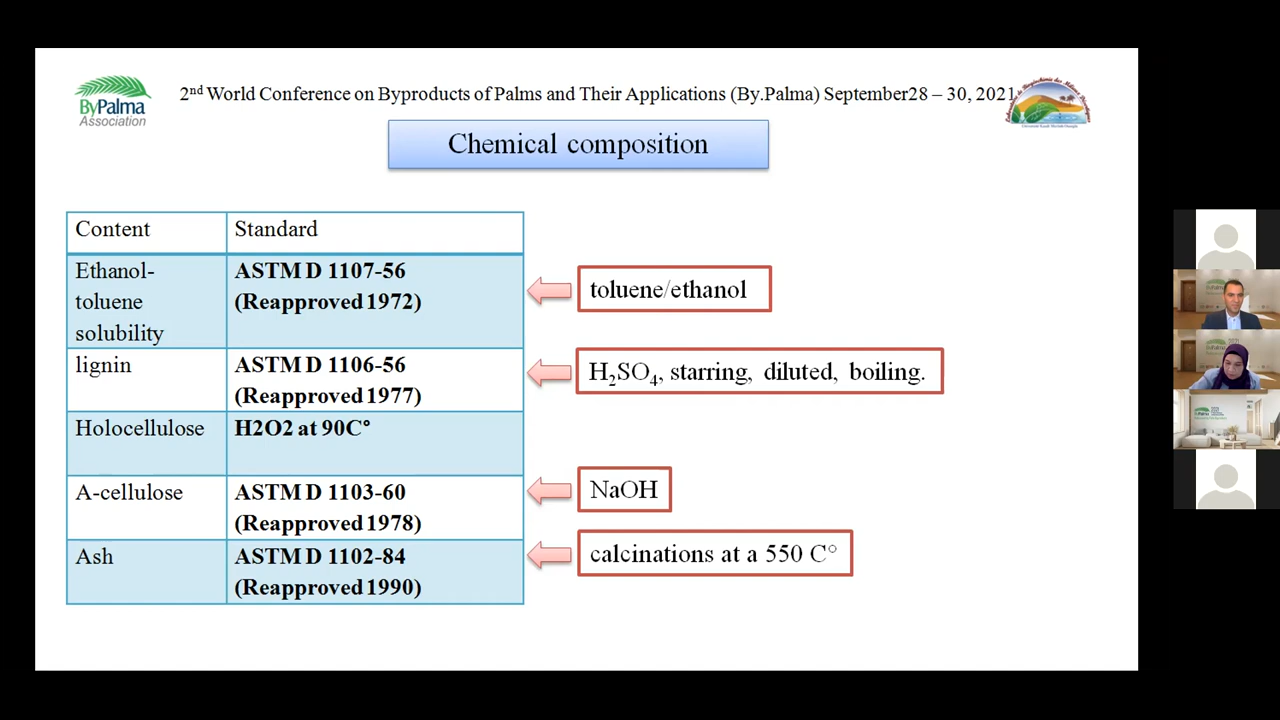 ByPalma
Association
2nd World Conference on Byproducts of Palms and Their Applications (By.Palma) September28 – 30, 2021
Chemical composition
Content Standard
Ethanol-
toluene
solubility
ASTM D 1107-56
(Reapproved 1972)
toluene/ethanol
lignin
ASTM D 1106-56
(Reapproved 1977)
H2SO4, starring, diluted, boiling.
Holocellulose
H2O2 at 90C°
A-cellulose
ASTM D 1103-60
(Reapproved 1978)
NaOH
Ash
ASTM D 1102-84
(Reapproved 1990)
calcinations at a 550 C°